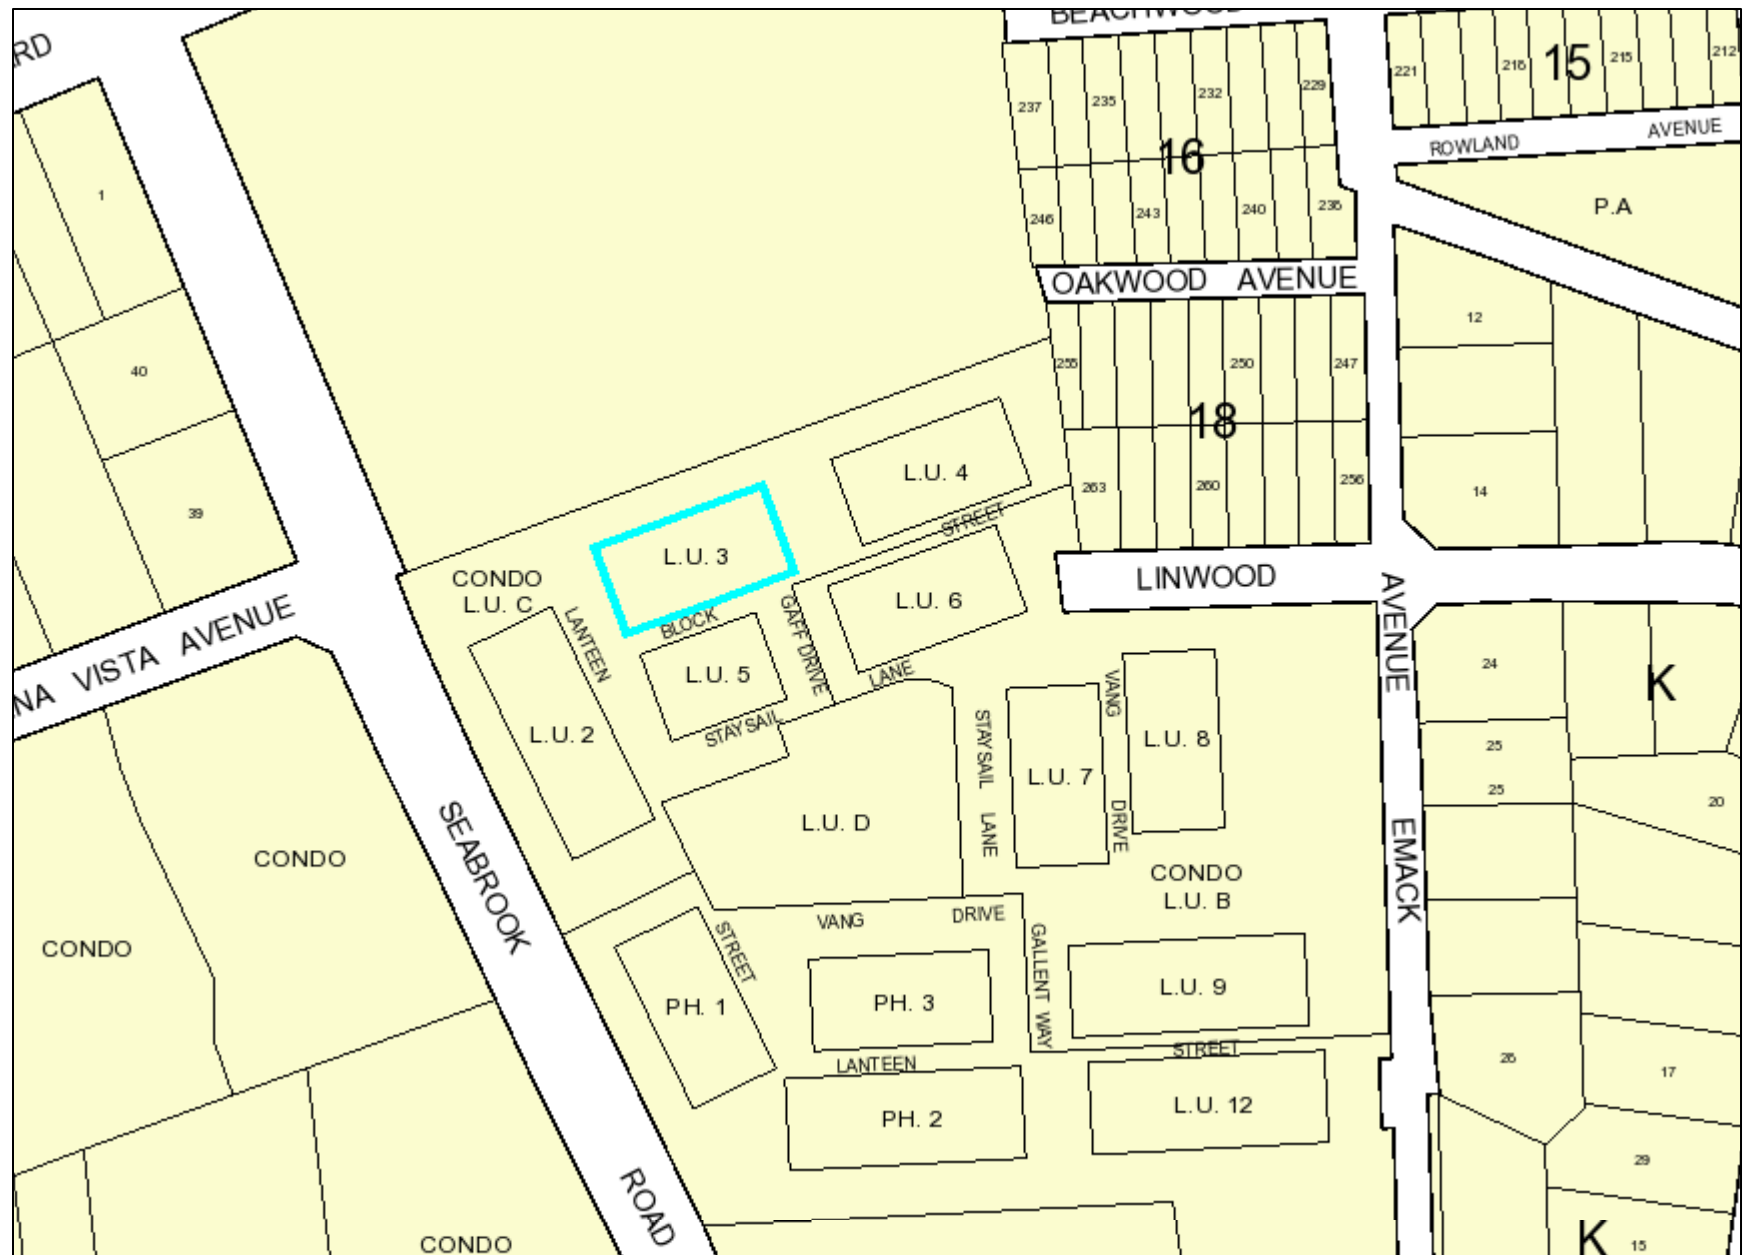 BEACHWOOD
RD
15
221
216
215
212
237
235
232
229
16
ROWLAND AVENUE
1
246
243
240
236
P.A
OAKWOOD AVENUE
12
40
255
250
247
18
L.U. 4
39
263
260
256
14
STREET
L.U. 3
CONDO
L.U. C
LINWOOD AVENUE
L.U. 6
NA VISTA AVENUE
LANTEEN
BLOCK
GAFF DRIVE
L.U. 5
LANE
STAYSAIL
24
K
VANG
DRIVE
L.U. 2
L.U. 7
L.U. 8
STAYSAIL LANE
25
25
20
L.U. D
SEABROOK ROAD
CONDO
CONDO
L.U. B
EMACK
VANG DRIVE
CONDO
STREET
GALLENT WAY
L.U. 9
PH. 1
PH. 3
STREET
LANTEEN
26
17
PH. 2
L.U. 12
29
CONDO
K
15